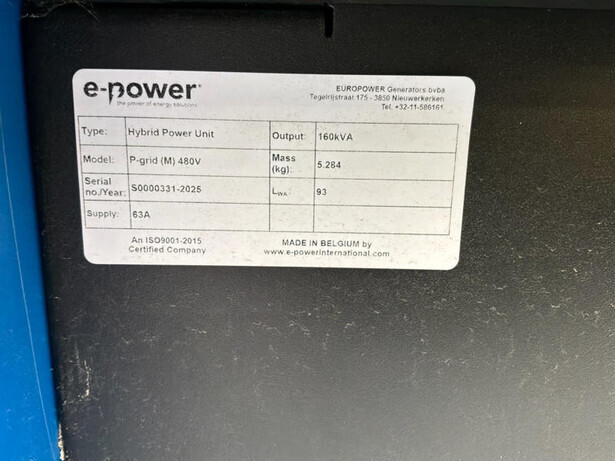 e-power®
the power of energy solutions
EUROPOWER Generators bvba
Tegelrijstraat 175 - 3850 Nieuwerkerken
Tel. +32-11-586161
Type: Hybrid Power Unit Output: 160kVA
Model: P-grid (M) 480V Mass (kg): 5.284
Serial no./Year: S0000331-2025 LWA: 93
Supply: 63A
An ISO9001-2015
Certified Company
MADE IN BELGIUM by
www.e-powerinternational.com